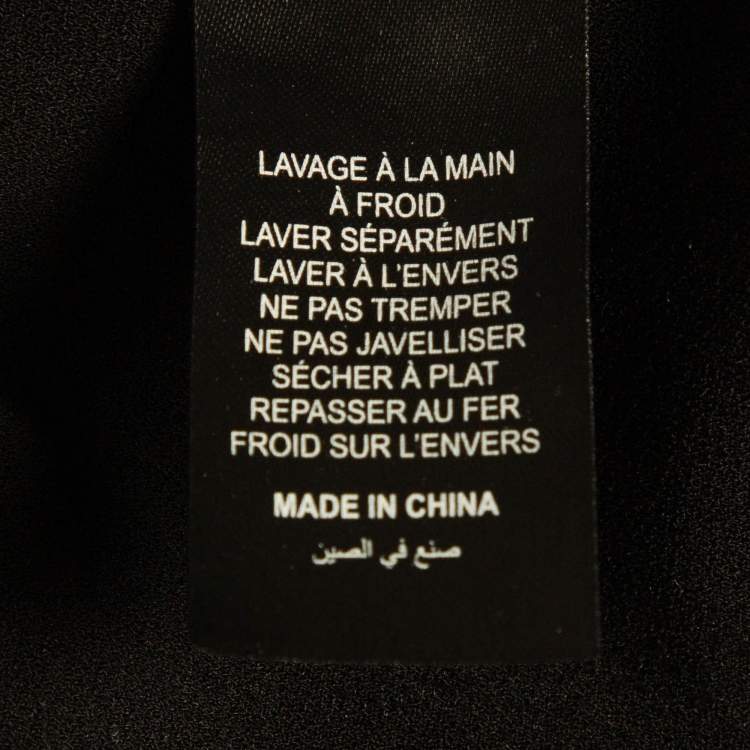 LAVAGE À LA MAIN
À FROID
LAVER SÉPARÉMENT
LAVER À L'ENVERS
NE PAS TREMPER
NE PAS JAVELLISER
SÉCHER À PLAT
REPASSER AU FER
FROID SUR L'ENVERS
MADE IN CHINA
صنع في الصين